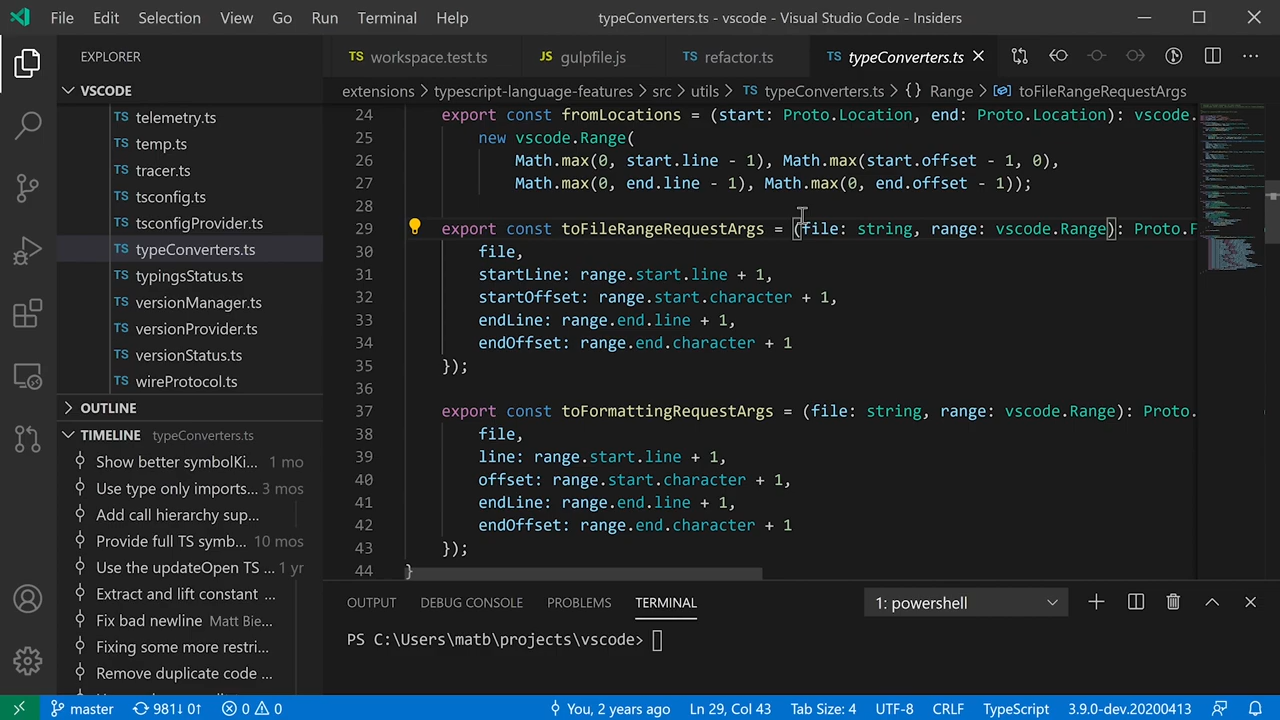 File Edit Selection View Go Run Terminal Help typeConverters.ts - vscode - Visual Studio Code - Insiders
EXPLORER
VSCODE
telemetry.ts
temp.ts
tracer.ts
tsconfig.ts
tsconfigProvider.ts
typeConverters.ts
typingsStatus.ts
versionManager.ts
versionProvider.ts
versionStatus.ts
wireProtocol.ts
OUTLINE
TIMELINE typeConverters.ts
Show better symbolKi... 1 mo
Use type only imports... 3 mos
Add call hierarchy sup...
Provide full TS symb... 10 mos
Use the updateOpen TS ... 1 yr
Extract and lift constant ...
Fix bad newline Matt Bie...
Fixing some more restri...
Remove duplicate code ...
TS workspace.test.ts JS gulpfile.js TS refactor.ts TS typeConverters.ts
extensions > typescript-language-features > src > utils > TS typeConverters.ts > {} Range > toFileRangeRequestArgs
24 export const fromLocations = (start: Proto.Location, end: Proto.Location): vscode.
25 new vscode.Range(
26 Math.max(0, start.line - 1), Math.max(start.offset - 1, 0),
27 Math.max(0, end.line - 1), Math.max(0, end.offset - 1));
28
29 export const toFileRangeRequestArgs = (file: string, range: vscode.Range): Proto.F
30 file,
31 startLine: range.start.line + 1,
32 startOffset: range.start.character + 1,
33 endLine: range.end.line + 1,
34 endOffset: range.end.character + 1
35 });
36
37 export const toFormattingRequestArgs = (file: string, range: vscode.Range): Proto.
38 file,
39 line: range.start.line + 1,
40 offset: range.start.character + 1,
41 endLine: range.end.line + 1,
42 endOffset: range.end.character + 1
43 });
44 }
OUTPUT DEBUG CONSOLE PROBLEMS TERMINAL 1: powershell
PS C:\Users\matb\projects\vscode>
master 981↓ 0↑ 0 0 You, 2 years ago Ln 29, Col 43 Tab Size: 4 UTF-8 CRLF TypeScript 3.9.0-dev.20200413